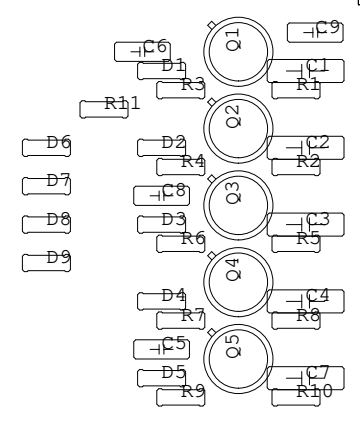 C9
Q1
C6
D1 C1
R3 R1
R11
Q2
D6 D2 C2
R4 R2
D7 C8 Q3
D8 D3 C3
R6 R5
D9 Q4
D4 C4
R7 R8
C5 Q5
D5 C7
R9 R10